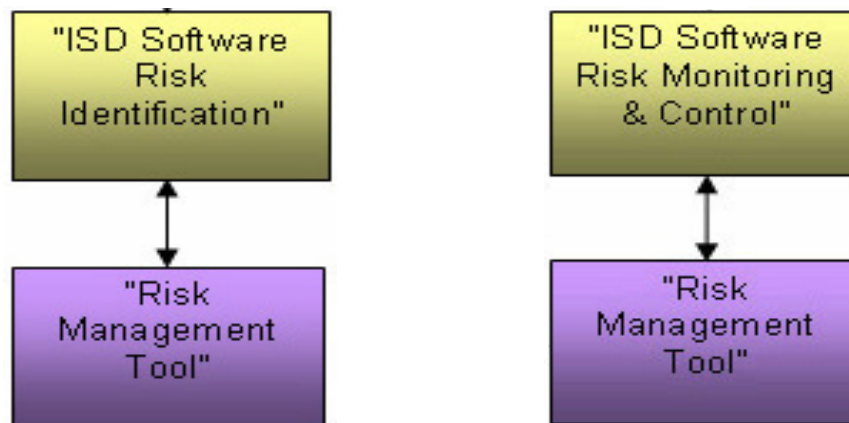 "ISD Software
Risk
Identification"
"ISD Software
Risk Monitoring
& Control"
"Risk
Management
Tool"
"Risk
Management
Tool"